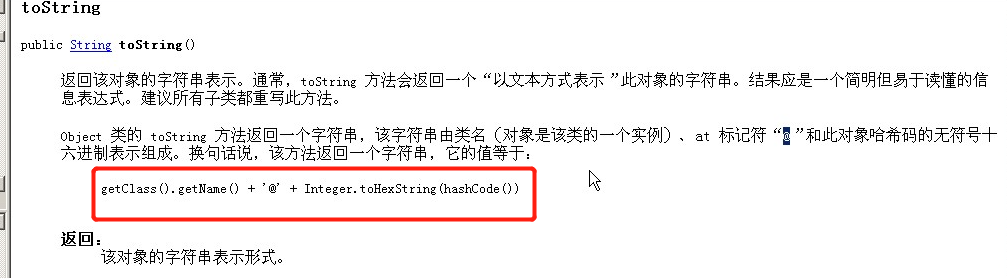 toString
public String toString()
返回该对象的字符串表示。通常，toString 方法会返回一个“以文本方式表示”此对象的字符串。结果应是一个简明但易于读懂的信
息表达式。建议所有子类都重写此方法。
Object 类的 toString 方法返回一个字符串，该字符串由类名（对象是该类的一个实例）、at 标记符“@”和此对象哈希码的无符号十
六进制表示组成。换句话说，该方法返回一个字符串，它的值等于：
getClass().getName() + '@' + Integer.toHexString(hashCode())
返回：
该对象的字符串表示形式。